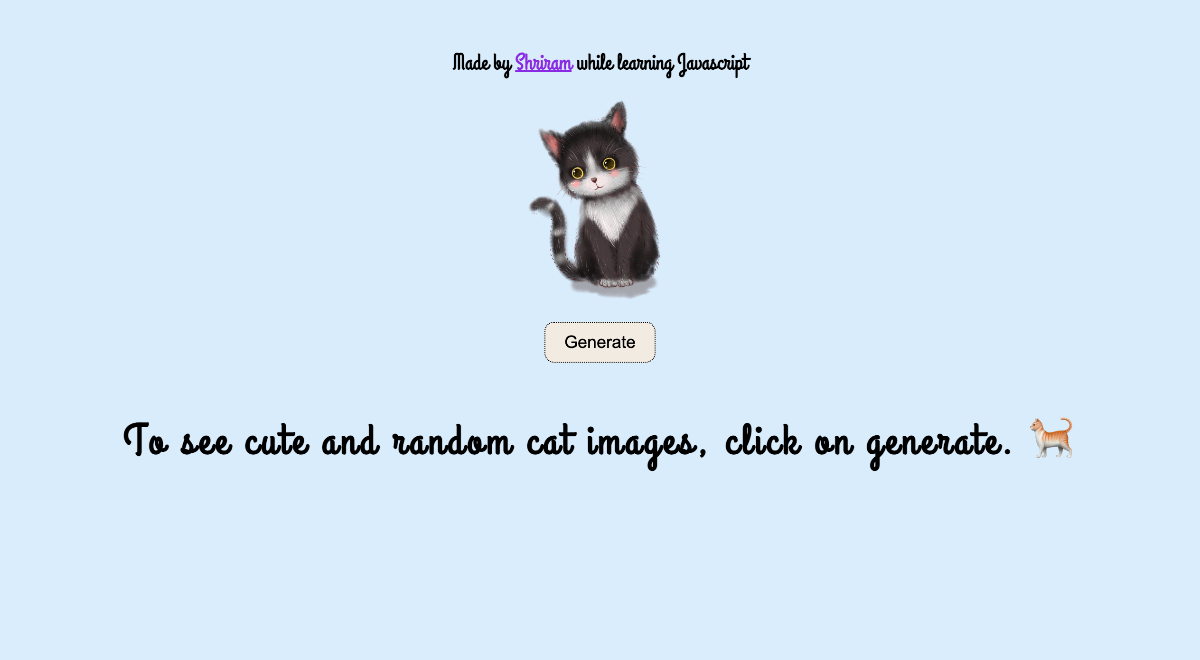 Made by Shriram while learning Javascript
Generate
To see cute and random cat images, click on generate. 🐈